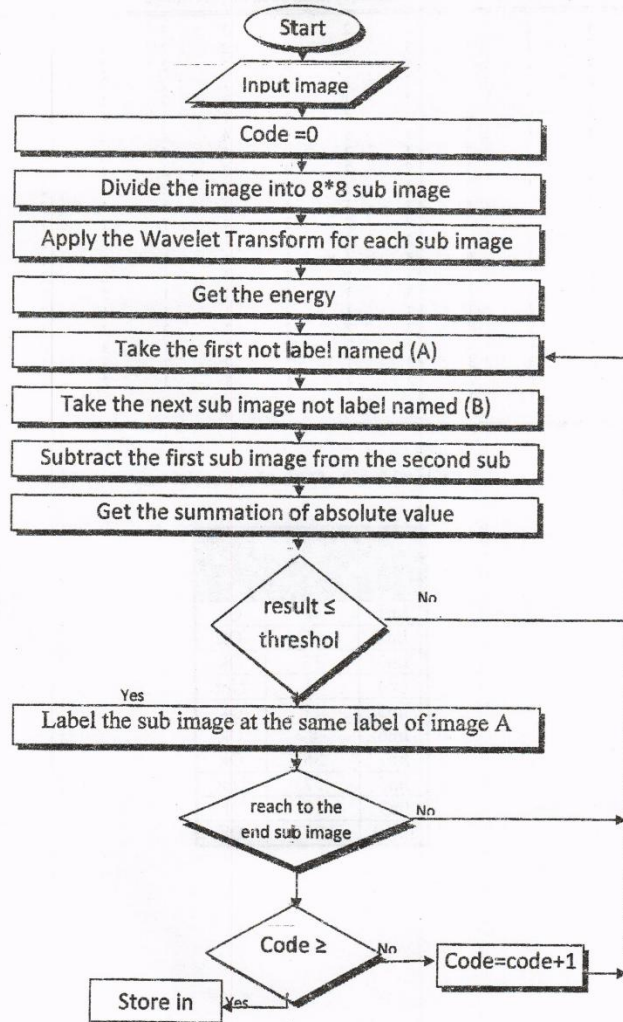 Start
Input image
Code =0
Divide the image into 8*8 sub image
Apply the Wavelet Transform for each sub image
Get the energy
Take the first not label named (A)
Take the next sub image not label named (B)
Subtract the first sub image from the second sub
Get the summation of absolute value
result ≤
threshol
No
Yes
Label the sub image at the same label of image A
reach to the
end sub image
No
Code ≥
No
Code=code+1
Yes
Store in